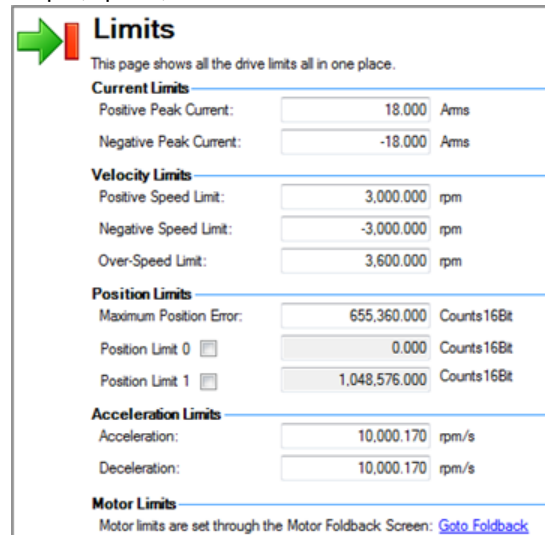 Limits
This page shows all the drive limits all in one place.
Current Limits
Positive Peak Current: 18.000 Arms
Negative Peak Current: -18.000 Arms
Velocity Limits
Positive Speed Limit: 3,000.000 rpm
Negative Speed Limit: -3,000.000 rpm
Over-Speed Limit: 3,600.000 rpm
Position Limits
Maximum Position Error: 655,360.000 Counts16Bit
Position Limit 0 0.000 Counts16Bit
Position Limit 1 1,048,576.000 Counts16Bit
Acceleration Limits
Acceleration: 10,000.170 rpm/s
Deceleration: 10,000.170 rpm/s
Motor Limits
Motor limits are set through the Motor Foldback Screen: Goto Foldback